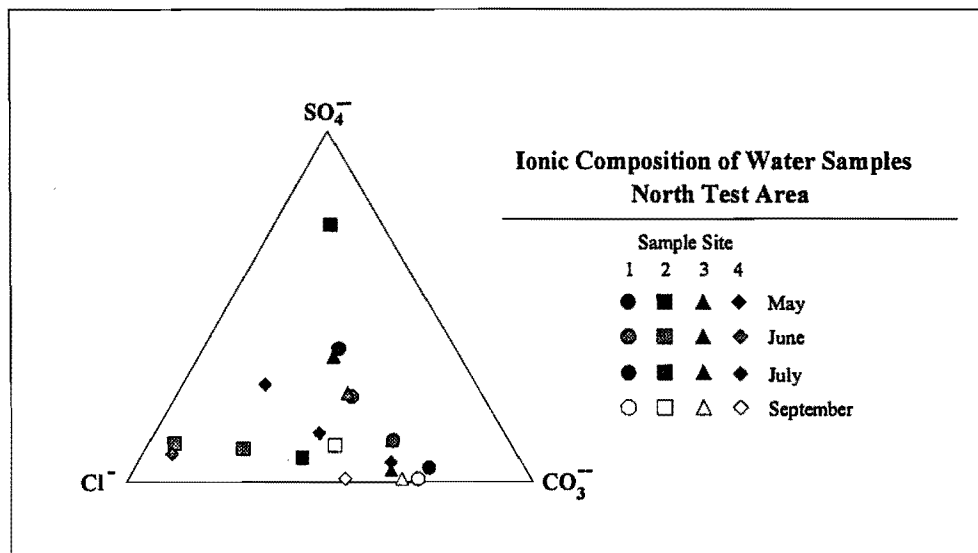 SO₄⁻⁻
Ionic Composition of Water Samples
North Test Area
Sample Site
1 2 3 4
May
June
July
September
Cl⁻
CO₃⁻⁻